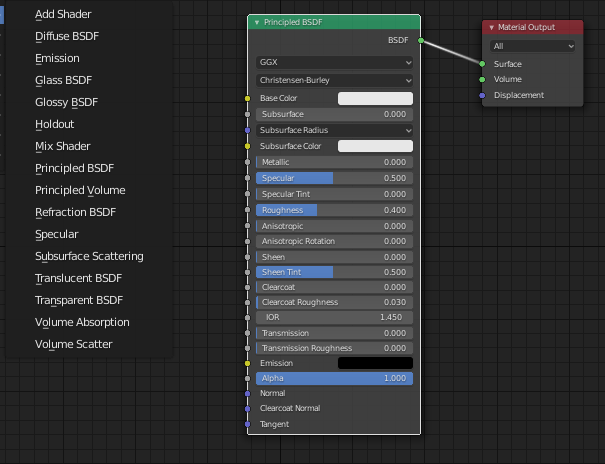 Add Shader
Diffuse BSDF
Emission
Glass BSDF
Glossy BSDF
Holdout
Mix Shader
Principled BSDF
Principled Volume
Refraction BSDF
Specular
Subsurface Scattering
Translucent BSDF
Transparent BSDF
Volume Absorption
Volume Scatter
Principled BSDF
BSDF
GGX
Christensen-Burley
Base Color
Subsurface 0.000
Subsurface Radius
Subsurface Color
Metallic 0.000
Specular 0.500
Specular Tint 0.000
Roughness 0.400
Anisotropic 0.000
Anisotropic Rotation 0.000
Sheen 0.000
Sheen Tint 0.500
Clearcoat 0.000
Clearcoat Roughness 0.030
IOR 1.450
Transmission 0.000
Transmission Roughness 0.000
Emission
Alpha 1.000
Normal
Clearcoat Normal
Tangent
Material Output
All
Surface
Volume
Displacement